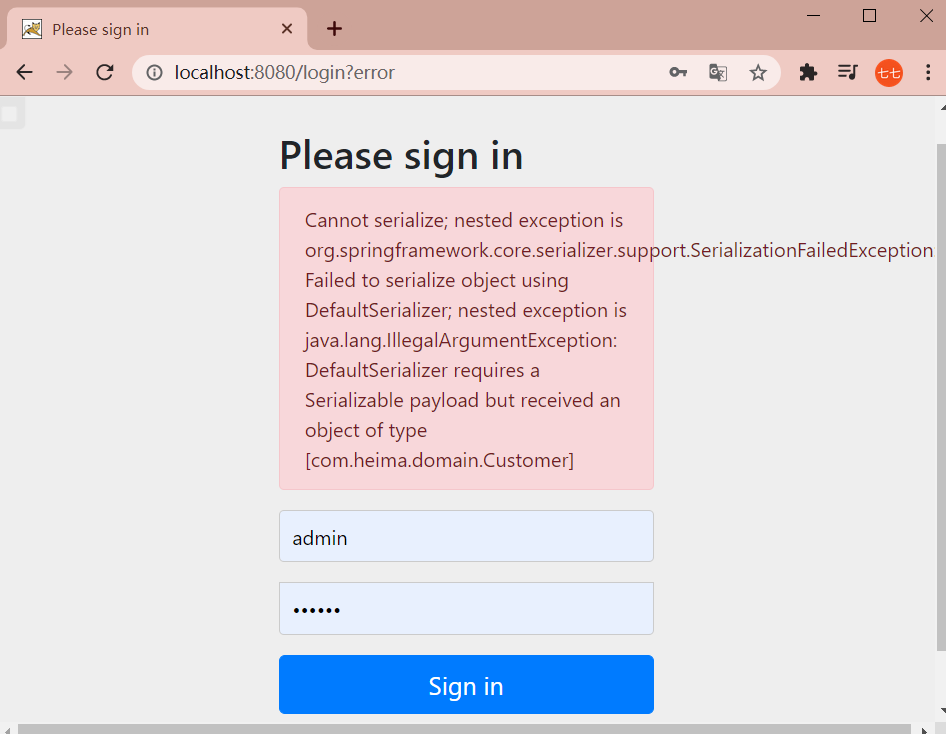 Please sign in
localhost:8080/login?error
七七
Please sign in
Cannot serialize; nested exception is
org.springframework.core.serializer.support.SerializationFailedException
Failed to serialize object using
DefaultSerializer; nested exception is
java.lang.IllegalArgumentException:
DefaultSerializer requires a
Serializable payload but received an
object of type
[com.heima.domain.Customer]
admin
••••••
Sign in